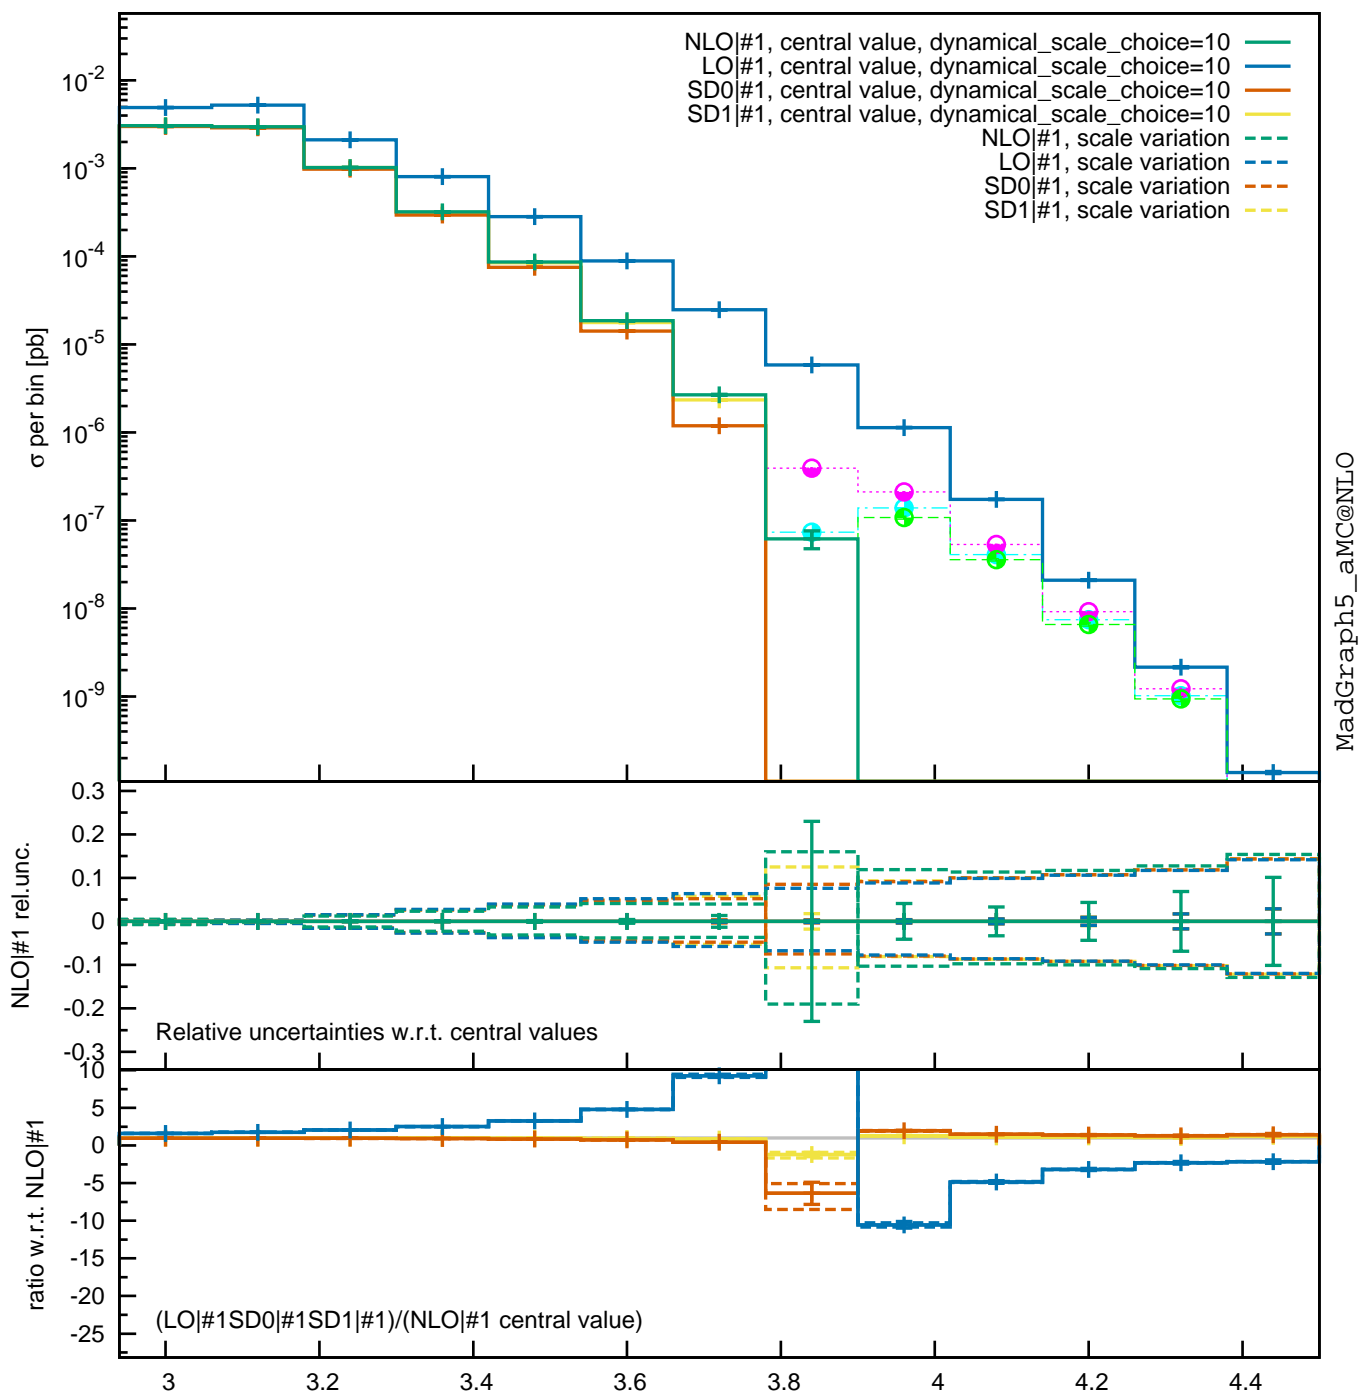 NLO|#1, central value, dynamical_scale_choice=10
LO|#1, central value, dynamical_scale_choice=10
SD0|#1, central value, dynamical_scale_choice=10
SD1|#1, central value, dynamical_scale_choice=10
NLO|#1, scale variation
LO|#1, scale variation
SD0|#1, scale variation
SD1|#1, scale variation
σ per bin [pb]
10⁻²
10⁻³
10⁻⁴
10⁻⁵
10⁻⁶
10⁻⁷
10⁻⁸
10⁻⁹
MadGraph5_aMC@NLO
NLO|#1 rel.unc.
0.3
0.2
0.1
0
-0.1
-0.2
-0.3
Relative uncertainties w.r.t. central values
ratio w.r.t. NLO|#1
10
5
0
-5
-10
-15
-20
-25
(LO|#1SD0|#1SD1|#1)/(NLO|#1 central value)
3 3.2 3.4 3.6 3.8 4 4.2 4.4